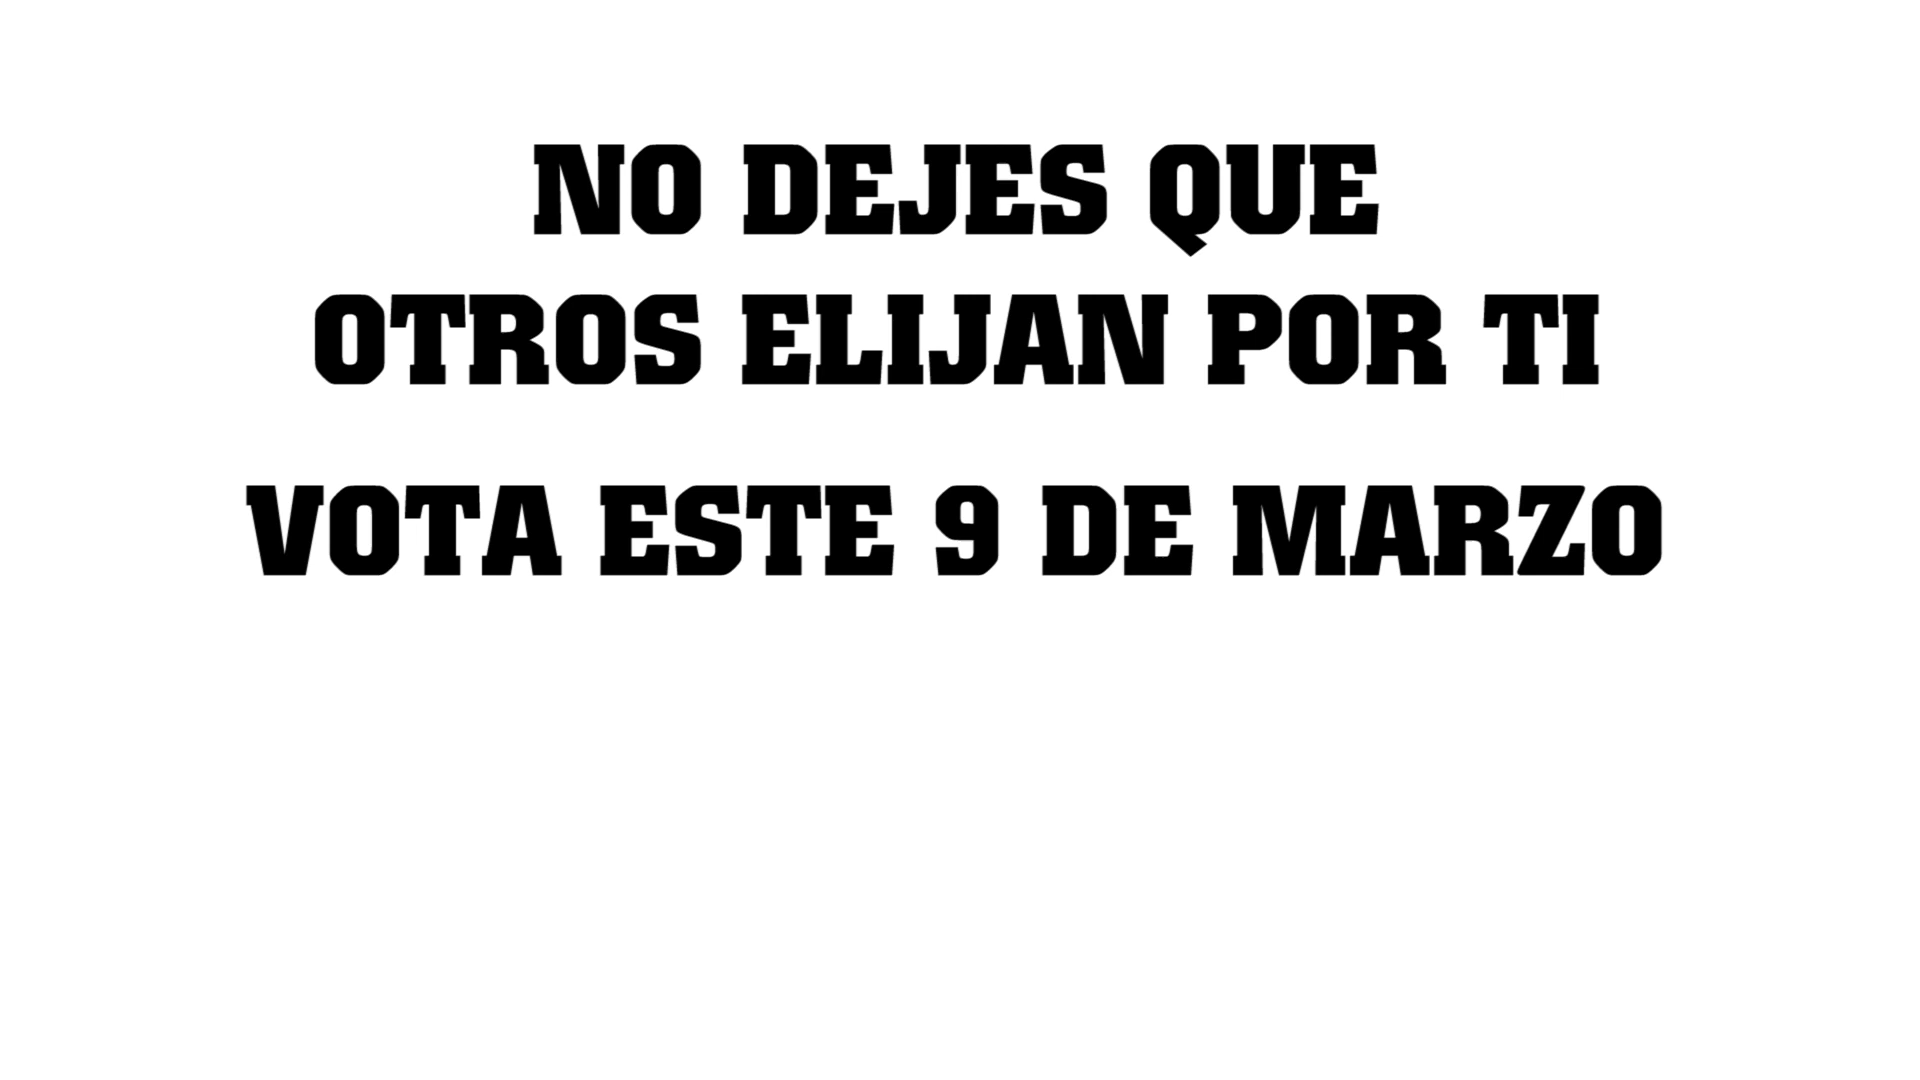 NO DEJES QUE
OTROS ELIJAN POR TI
VOTA ESTE 9 DE MARZO